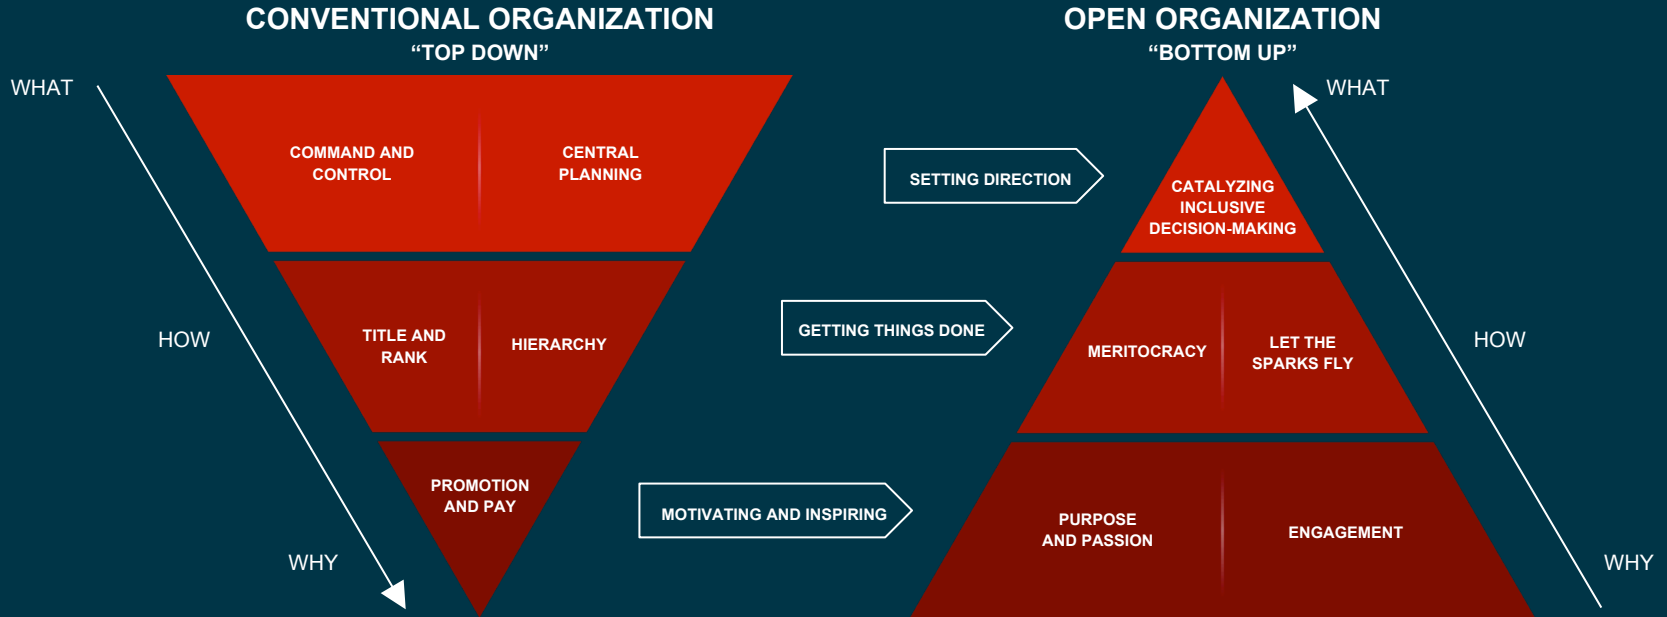 CONVENTIONAL ORGANIZATION
“TOP DOWN”
WHAT
COMMAND AND
CONTROL
CENTRAL
PLANNING
HOW
TITLE AND
RANK
HIERARCHY
PROMOTION
AND PAY
WHY
SETTING DIRECTION
GETTING THINGS DONE
MOTIVATING AND INSPIRING
OPEN ORGANIZATION
“BOTTOM UP”
WHAT
CATALYZING
INCLUSIVE
DECISION-MAKING
MERITOCRACY
LET THE
SPARKS FLY
HOW
PURPOSE
AND PASSION
ENGAGEMENT
WHY